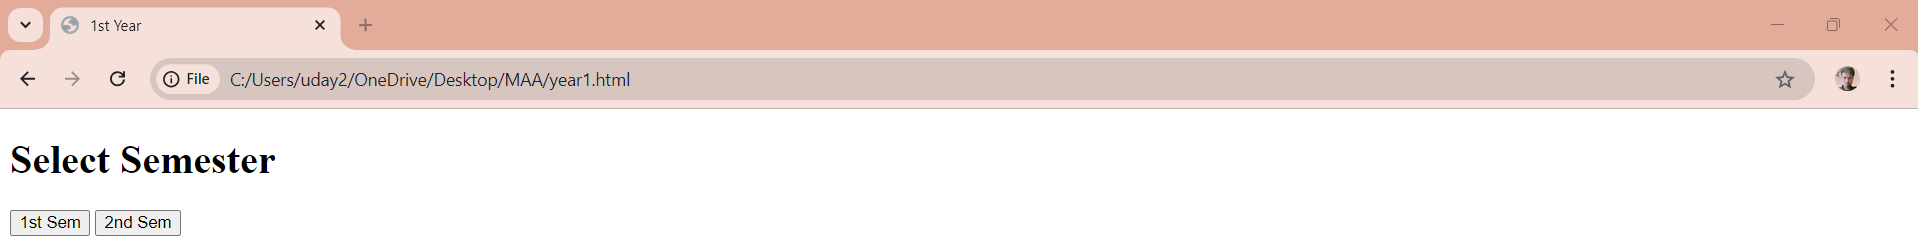 1st Year
File C:/Users/uday2/OneDrive/Desktop/MAA/year1.html
Select Semester
1st Sem 2nd Sem